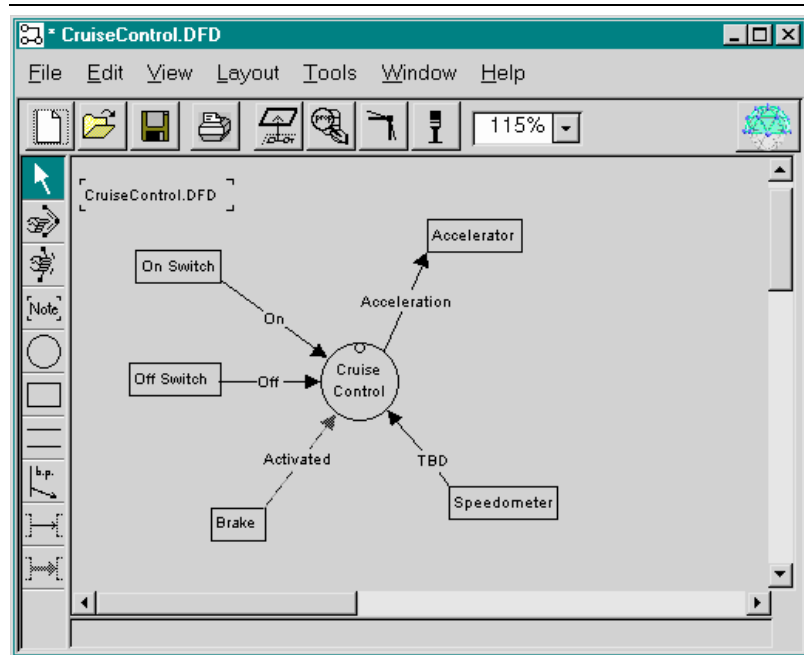 * CruiseControl.DFD
File Edit View Layout Tools Window Help
prop
115%
CruiseControl.DFD
Accelerator
On Switch
Note
Acceleration
On
Cruise
Control
Off Switch
Off
Activated
TBD
b.p.
Speedometer
Brake